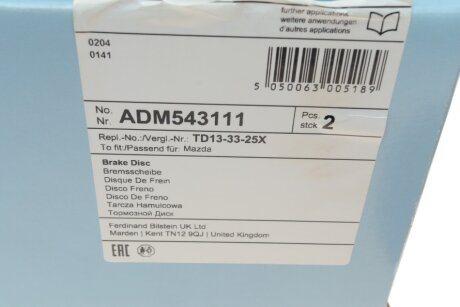 further applications
weitere anwendungen
d'autres applications
0204
0141
5 050063 005189
No.
Nr. ADM543111
Pcs.
stck 2
Repl.-No.:/Vergl.-Nr.: TD13-33-25X
To fit:/Passend für: Mazda
Brake Disc
Bremsscheibe
Disque De Frein
Disco Freno
Disco De Freno
Tarcza Hamulcowa
Тормозной Диск
Ferdinand Bilstein UK Ltd
Marden | Kent TN12 9QJ | United Kingdom
EAC